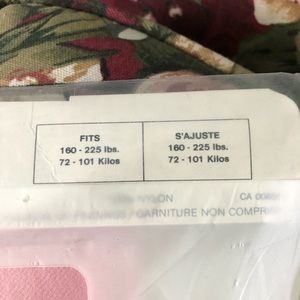 FITS
160 - 225 lbs.
72 - 101 Kilos
S'AJUSTE
160 - 225 lbs.
72 - 101 Kilos
NYLON
CA
GARNITURE NON COMPRI